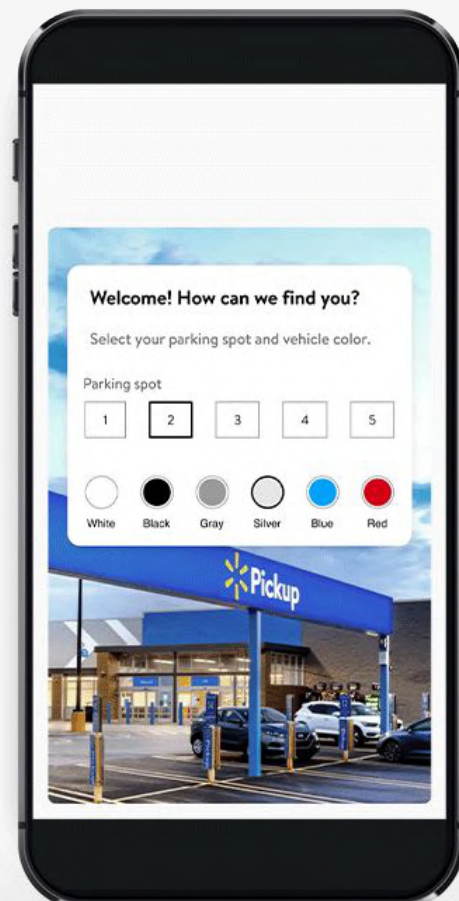 Welcome! How can we find you?
Select your parking spot and vehicle color.
Parking spot
1 2 3 4 5
White Black Gray Silver Blue Red
Pickup